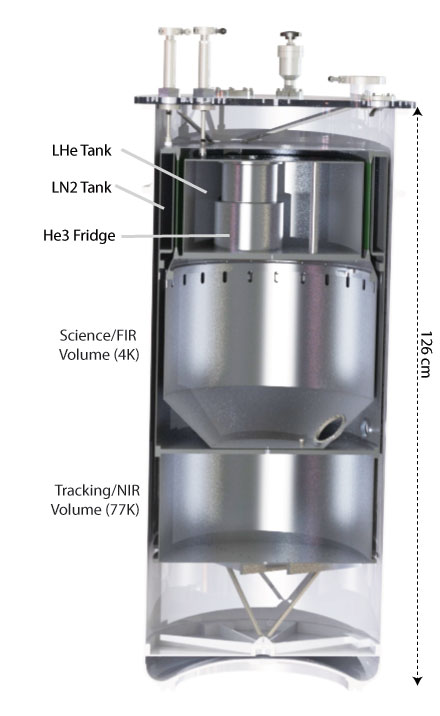 LHe Tank
LN2 Tank
He3 Fridge
Science/FIR
Volume (4K)
126 cm
Tracking/NIR
Volume (77K)